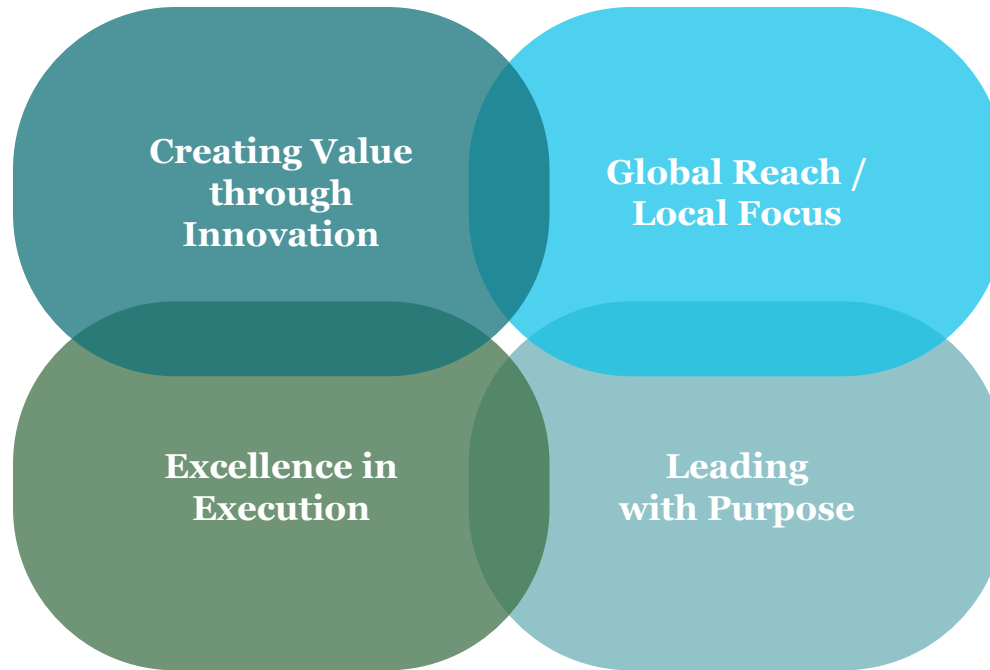 Creating Value
through
Innovation
Global Reach /
Local Focus
Excellence in
Execution
Leading
with Purpose